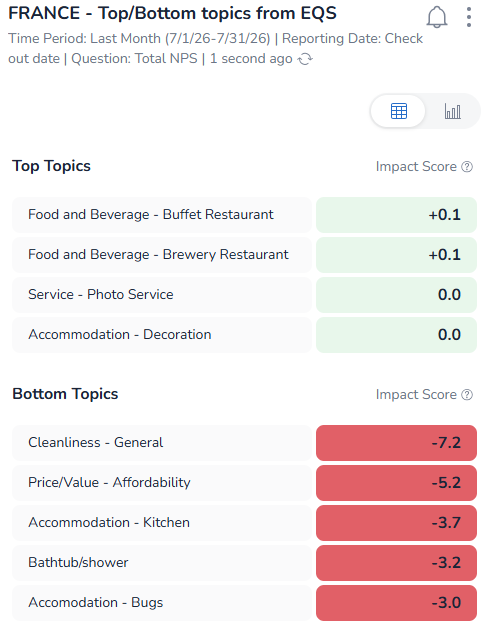 FRANCE - Top/Bottom topics from EQS
Time Period: Last Month (7/1/26-7/31/26) | Reporting Date: Check
out date | Question: Total NPS | 1 second ago
Top Topics
Impact Score
Food and Beverage - Buffet Restaurant
+0.1
Food and Beverage - Brewery Restaurant
+0.1
Service - Photo Service
0.0
Accommodation - Decoration
0.0
Bottom Topics
Impact Score
Cleanliness - General
-7.2
Price/Value - Affordability
-5.2
Accommodation - Kitchen
-3.7
Bathtub/shower
-3.2
Accomodation - Bugs
-3.0